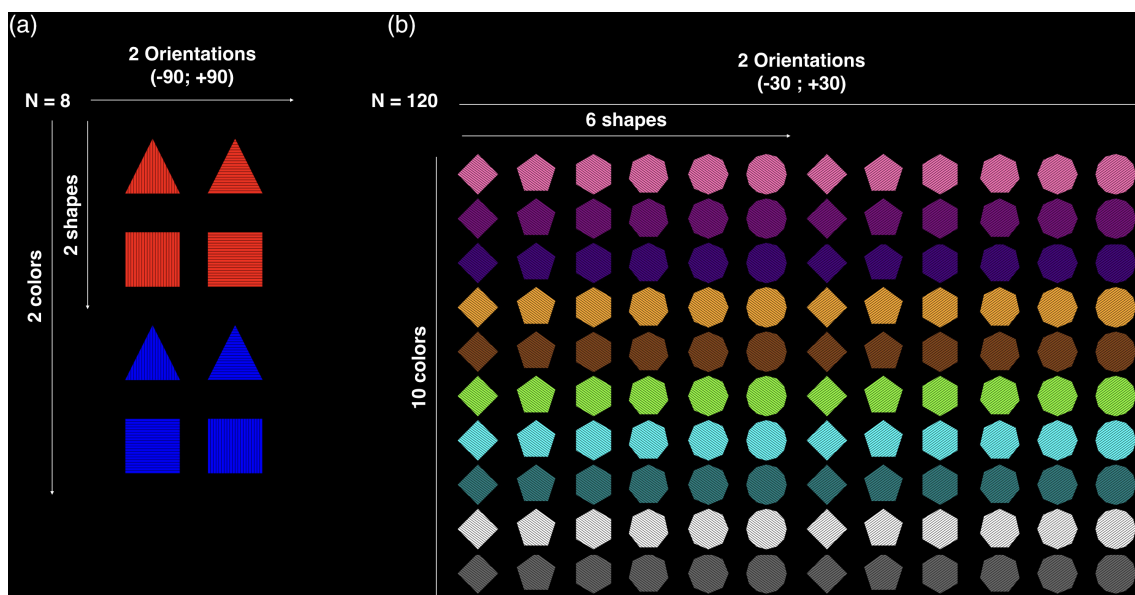 (a)
2 Orientations
(-90; +90)
N = 8
2 shapes
2 colors
(b)
2 Orientations
(-30 ; +30)
N = 120
6 shapes
10 colors